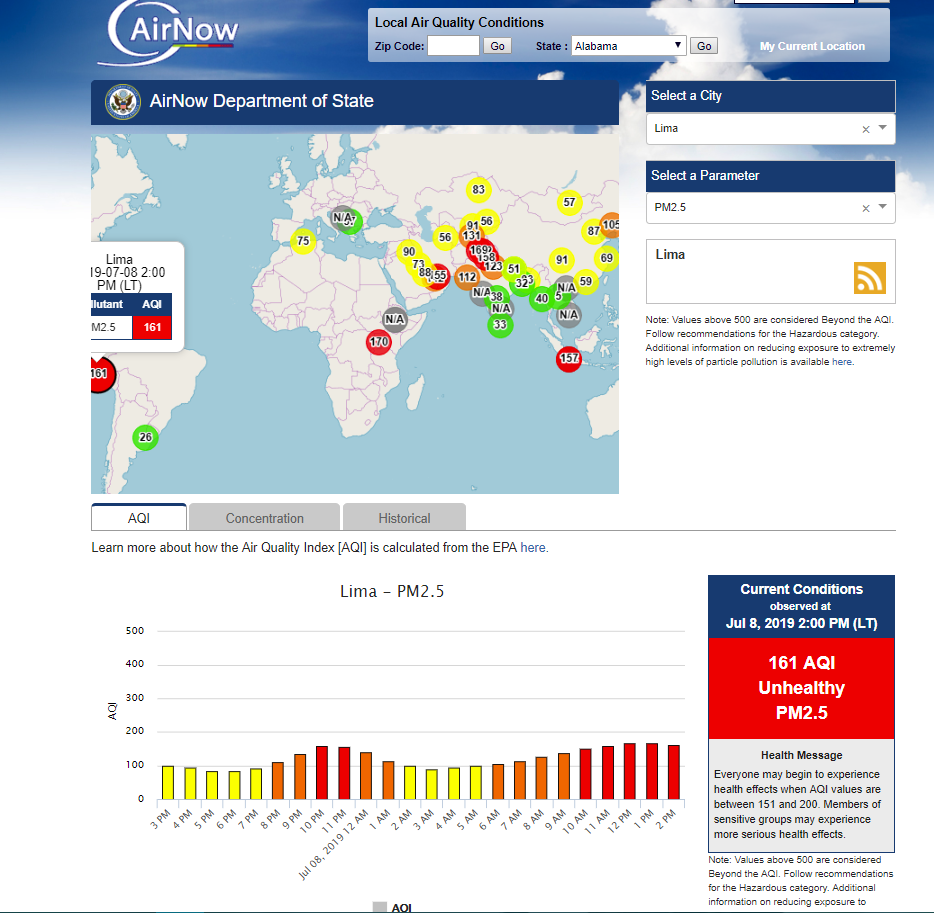 AirNow
Local Air Quality Conditions
Zip Code: Go State : Alabama Go My Current Location
AirNow Department of State
Select a City
Lima
Select a Parameter
PM2.5
Lima
Note: Values above 500 are considered Beyond the AQI.
Follow recommendations for the Hazardous category.
Additional information on reducing exposure to extremely
high levels of particle pollution is available here.
83
57
N/A
91 56
105
87
131
75
56
90
169
158
69
73
123
91
88
55
51
112
32
59
N/A
38
40
N/A
N/A
N/A
33
N/A
170
157
Lima
19-07-08 2:00
PM (LT)
llutant AQI
M2.5 161
161
26
AQI Concentration Historical
Learn more about how the Air Quality Index [AQI] is calculated from the EPA here.
Lima – PM2.5
AQI
500
400
300
200
100
0
3 PM 4 PM 5 PM 6 PM 7 PM 8 PM 9 PM 10 PM 11 PM Jul 08, 2019 12 AM 1 AM 2 AM 3 AM 4 AM 5 AM 6 AM 7 AM 8 AM 9 AM 10 AM 11 AM 12 PM 1 PM 2 PM
AQI
Current Conditions
observed at
Jul 8, 2019 2:00 PM (LT)
161 AQI
Unhealthy
PM2.5
Health Message
Everyone may begin to experience
health effects when AQI values are
between 151 and 200. Members of
sensitive groups may experience
more serious health effects.
Note: Values above 500 are considered
Beyond the AQI. Follow recommendations
for the Hazardous category. Additional
information on reducing exposure to